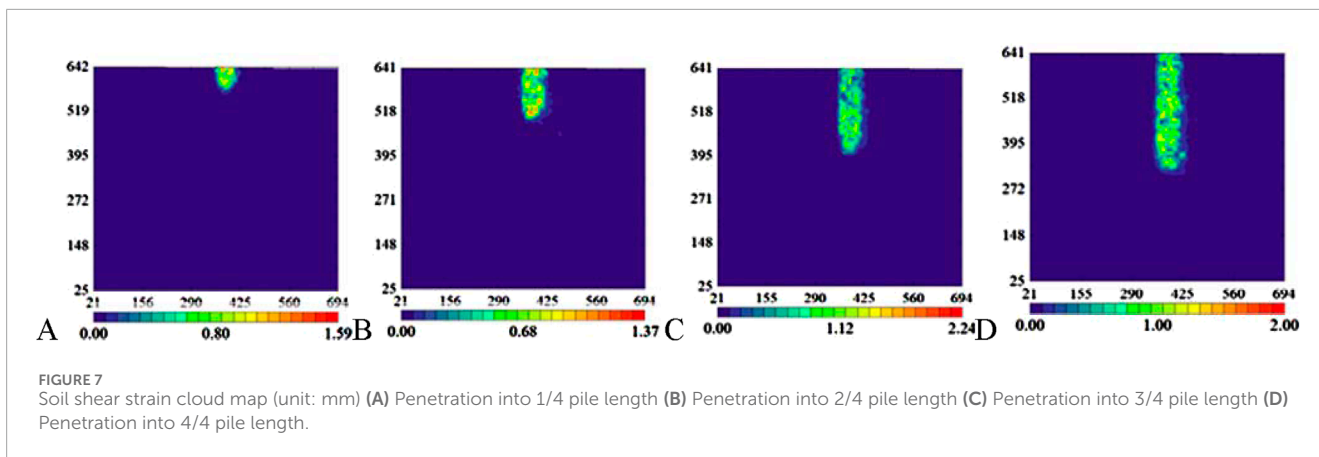 642
519
395
272
148
25
21 156 290 425 560 694
0.00 0.80 1.59
A
641
518
395
271
148
25
21 156 290 425 560 694
0.00 0.68 1.37
B
641
518
395
271
148
25
21 155 290 425 560 694
0.00 1.12 2.24
C
641
518
395
272
148
25
21 155 290 425 560 694
0.00 1.00 2.00
D
FIGURE 7
Soil shear strain cloud map (unit: mm) (A) Penetration into 1/4 pile length (B) Penetration into 2/4 pile length (C) Penetration into 3/4 pile length (D)
Penetration into 4/4 pile length.